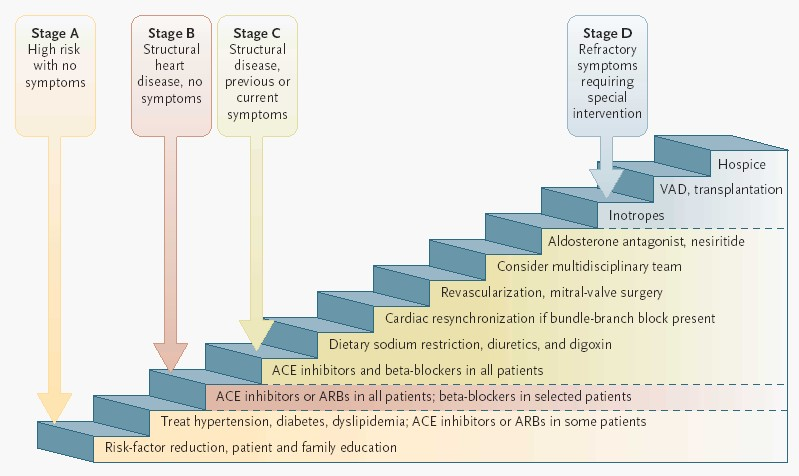 Stage A
High risk
with no
symptoms
Stage B
Structural
heart
disease, no
symptoms
Stage C
Structural
disease,
previous or
current
symptoms
Stage D
Refractory
symptoms
requiring
special
intervention
Hospice
VAD, transplantation
Inotropes
Aldosterone antagonist, nesiritide
Consider multidisciplinary team
Revascularization, mitral-valve surgery
Cardiac resynchronization if bundle-branch block present
Dietary sodium restriction, diuretics, and digoxin
ACE inhibitors and beta-blockers in all patients
ACE inhibitors or ARBs in all patients; beta-blockers in selected patients
Treat hypertension, diabetes, dyslipidemia; ACE inhibitors or ARBs in some patients
Risk-factor reduction, patient and family education